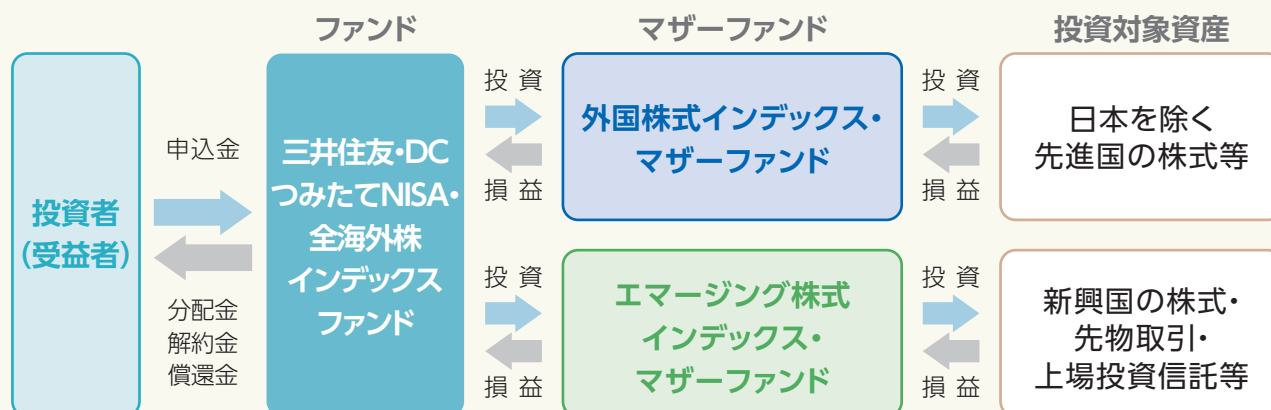 ファンド
マザーファンド
投資対象資産
投資者
(受益者)
申込金
分配金
解約金
償還金
三井住友・DC
つみたてNISA・
全海外株
インデックス
ファンド
投資
損益
外国株式インデックス・
マザーファンド
投資
損益
日本を除く
先進国の株式等
投資
損益
エマージング株式
インデックス・
マザーファンド
投資
損益
新興国の株式・
先物取引・
上場投資信託等